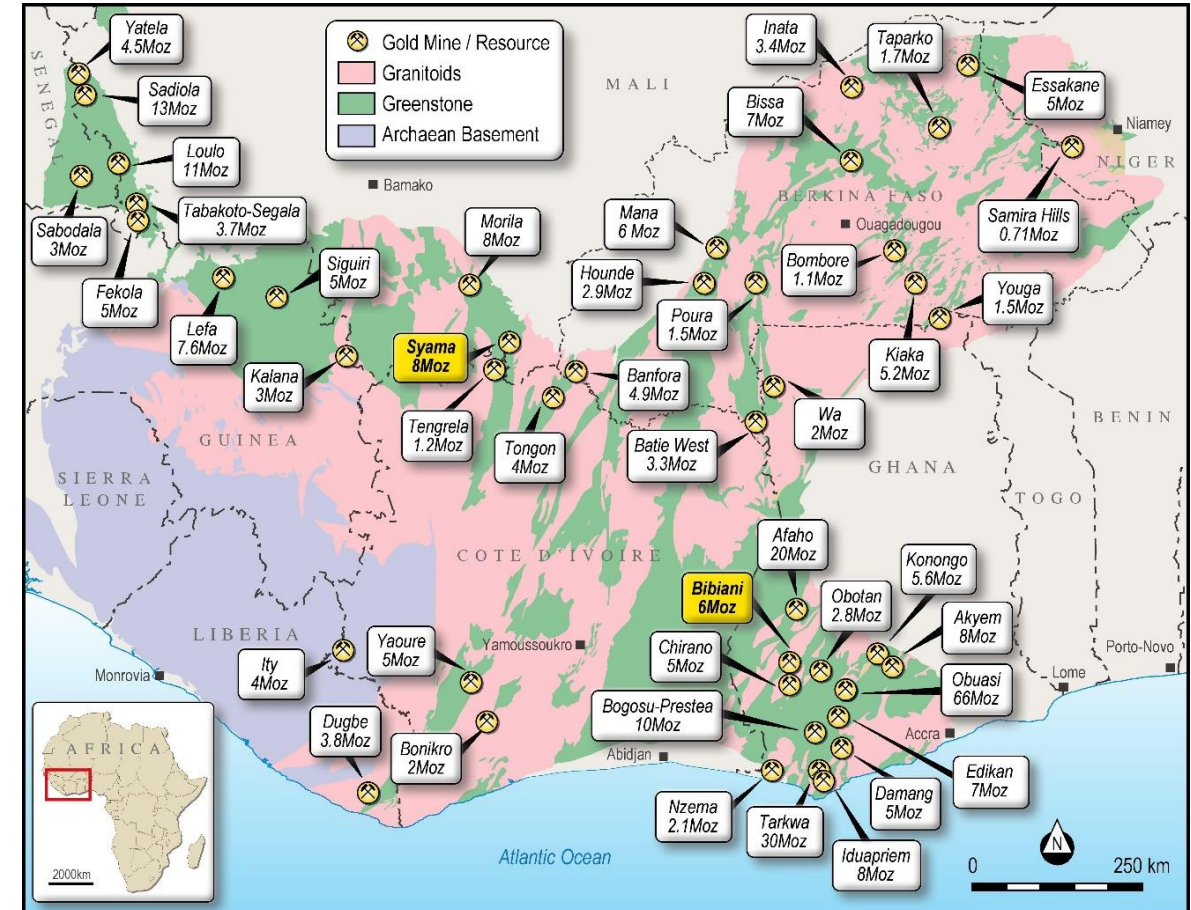 Yatela
4.5Moz
Sadiola
13Moz
Loulo
11Moz
Tabakoto-Segala
3.7Moz
Sabodala
3Moz
Fekola
5Moz
Lefa
7.6Moz
Siguiri
5Moz
Kalana
3Moz
Morila
8Moz
Syama
8Moz
Tengrela
1.2Moz
Tongon
4Moz
Banfora
4.9Moz
Batie West
3.3Moz
Wa
2Moz
Mana
6 Moz
Hounde
2.9Moz
Poura
1.5Moz
Inata
3.4Moz
Taparko
1.7Moz
Bissa
7Moz
Essakane
5Moz
Samira Hills
0.71Moz
Bombore
1.1Moz
Youga
1.5Moz
Kiaka
5.2Moz
Gold Mine / Resource
Granitoids
Greenstone
Archaean Basement
SENEGAL
MALI
Bamako
Niamey
NIGER
BERKINA FASO
Ouagadougou
GUINEA
SIERRA
LEONE
LIBERIA
Monrovia
COTE D'IVOIRE
Yamoussoukro
Abidjan
GHANA
TOGO
BENIN
Porto-Novo
Lome
Accra
Afaho
20Moz
Konongo
5.6Moz
Bibiani
6Moz
Obotan
2.8Moz
Akyem
8Moz
Chirano
5Moz
Obuasi
66Moz
Bogosu-Prestea
10Moz
Edikan
7Moz
Damang
5Moz
Nzema
2.1Moz
Tarkwa
30Moz
Iduapriem
8Moz
Ity
4Moz
Yaoure
5Moz
Dugbe
3.8Moz
Bonikro
2Moz
Atlantic Ocean
AFRICA
2000km
N
0 250 km